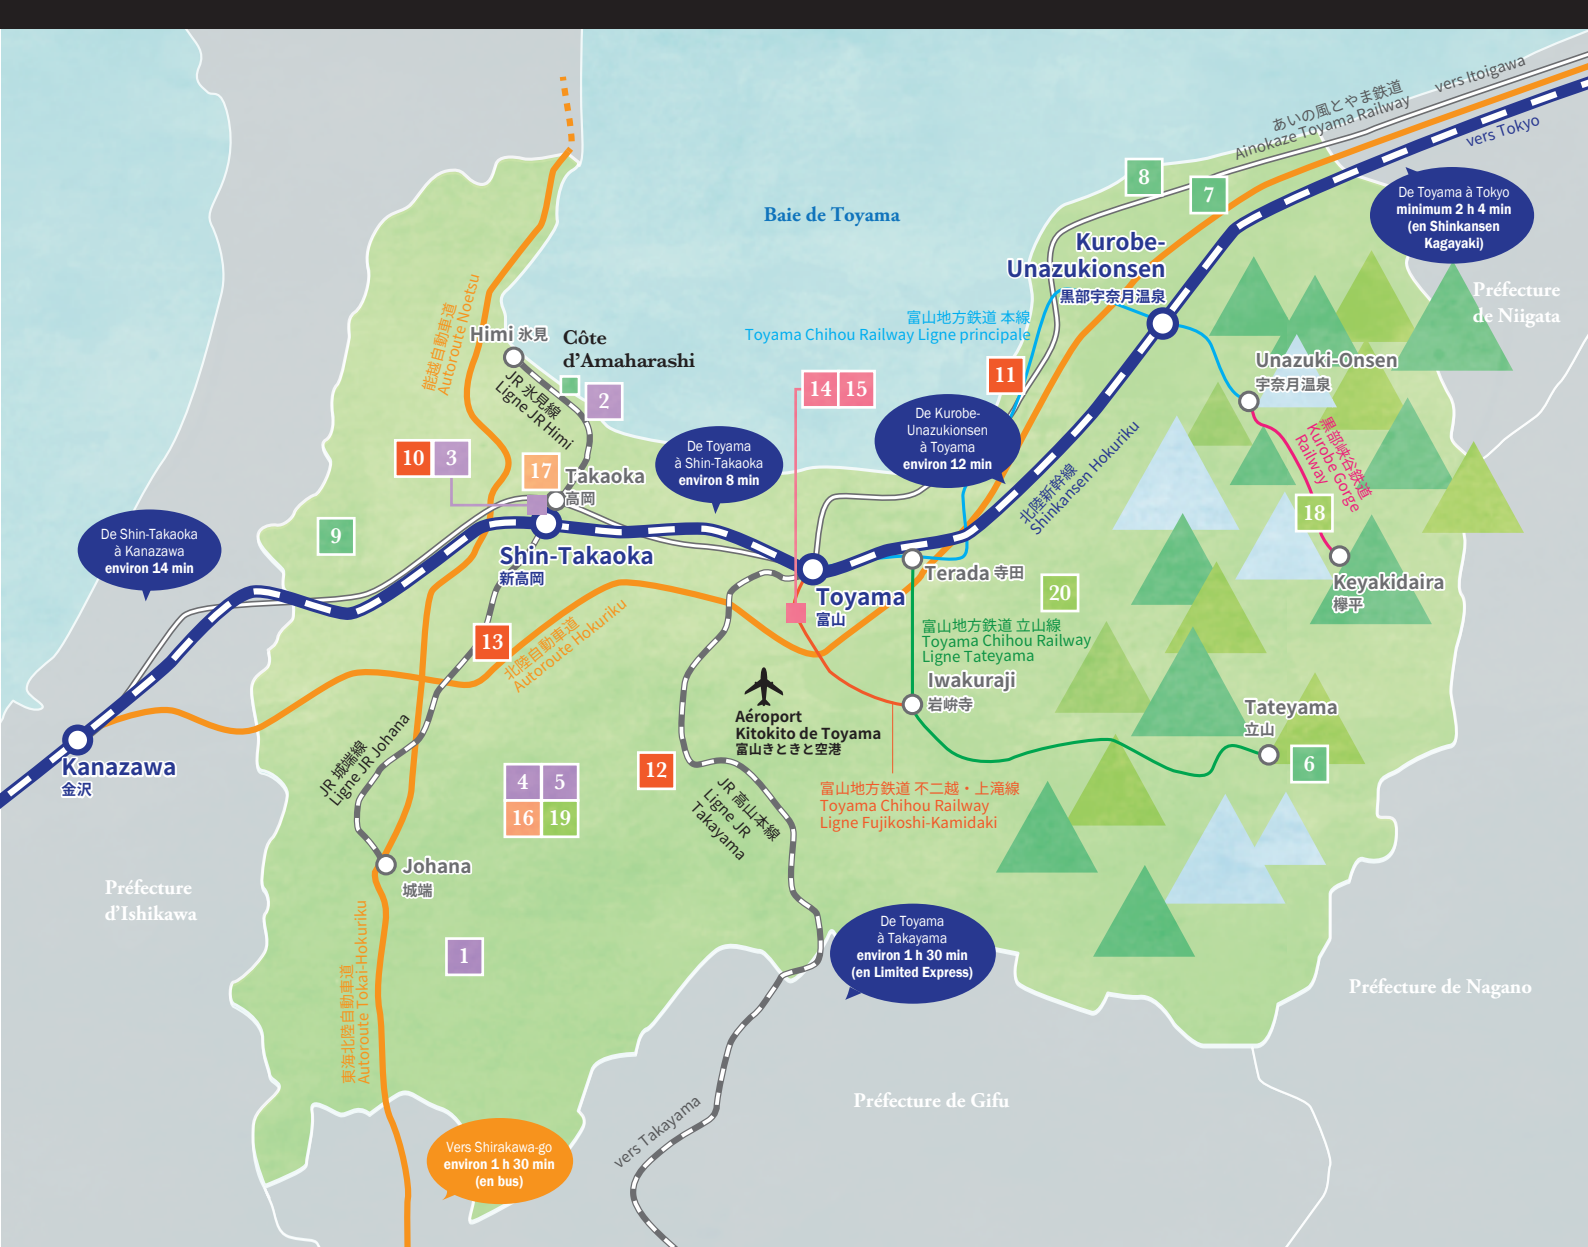 あいの風とやま鉄道
Ainokaze Toyama Railway
vers Itoigawa
vers Tokyo
8
7
De Toyama à Tokyo
minimum 2 h 4 min
(en Shinkansen
Kagayaki)
Baie de Toyama
Kurobe-
Unazukionsen
黒部宇奈月温泉
Préfecture
de Niigata
能越自動車道
Autoroute Noetsu
富山地方鉄道 本線
Toyama Chihou Railway Ligne principale
Himi 氷見
Côte
d'Amaharashi
JR 氷見線
Ligne JR Himi
2
14
15
11
Unazuki-Onsen
宇奈月温泉
De Kurobe-
Unazukionsen
à Toyama
environ 12 min
黒部峡谷鉄道
Kurobe Gorge
Railway
10
3
17
Takaoka
高岡
De Toyama
à Shin-Takaoka
environ 8 min
北陸新幹線
Shinkansen Hokuriku
18
9
De Shin-Takaoka
à Kanazawa
environ 14 min
Shin-Takaoka
新高岡
Terada 寺田
Keyakidaira
欅平
Toyama
富山
20
13
北陸自動車道
Autoroute Hokuriku
富山地方鉄道 立山線
Toyama Chihou Railway
Ligne Tateyama
Iwakuraji
岩峅寺
Aéroport
Kitokito de Toyama
富山きときと空港
Tateyama
立山
6
Kanazawa
金沢
JR 城端線
Ligne JR Johana
4
5
16
19
12
JR 高山本線
Ligne JR
Takayama
富山地方鉄道 不二越・上滝線
Toyama Chihou Railway
Ligne Fujikoshi-Kamidaki
Johana
城端
Préfecture
d'Ishikawa
東海北陸自動車道
Autoroute Tokai-Hokuriku
1
De Toyama
à Takayama
environ 1 h 30 min
(en Limited Express)
Préfecture de Nagano
Préfecture de Gifu
vers Takayama
Vers Shirakawa-go
environ 1 h 30 min
(en bus)